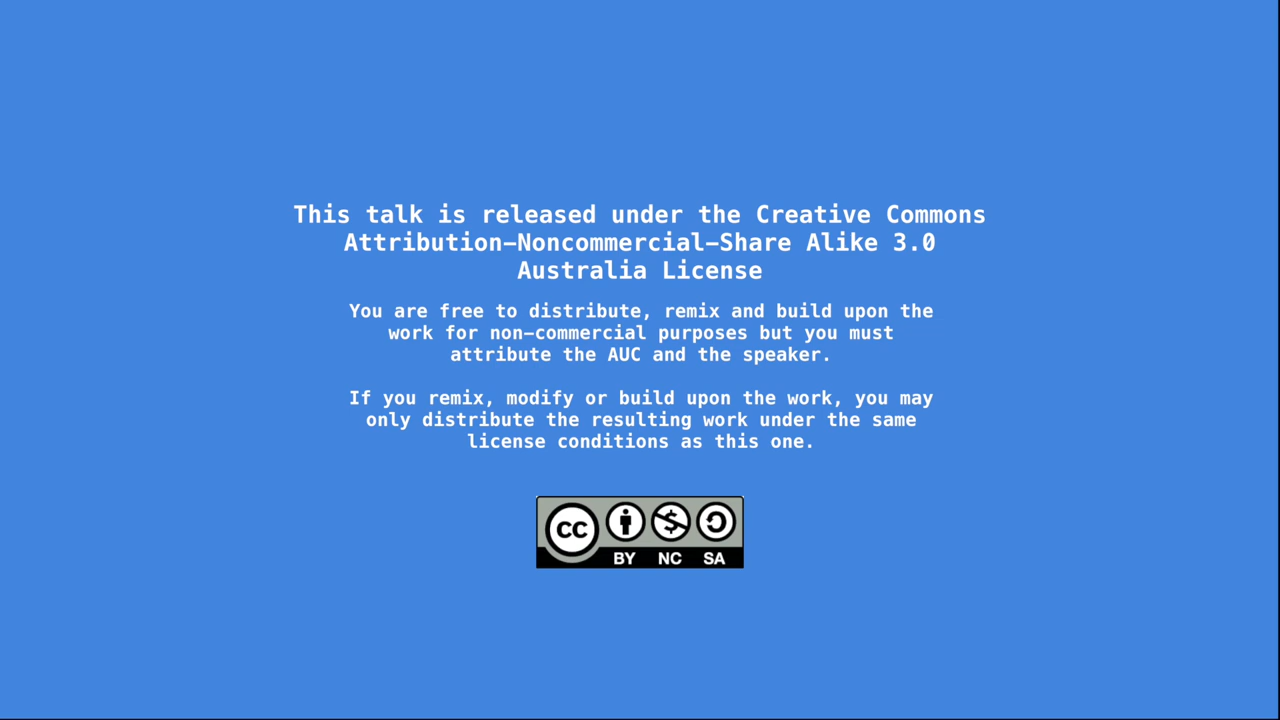 This talk is released under the Creative Commons
Attribution-Noncommercial-Share Alike 3.0
Australia License
You are free to distribute, remix and build upon the
work for non-commercial purposes but you must
attribute the AUC and the speaker.
If you remix, modify or build upon the work, you may
only distribute the resulting work under the same
license conditions as this one.
CC
BY NC SA